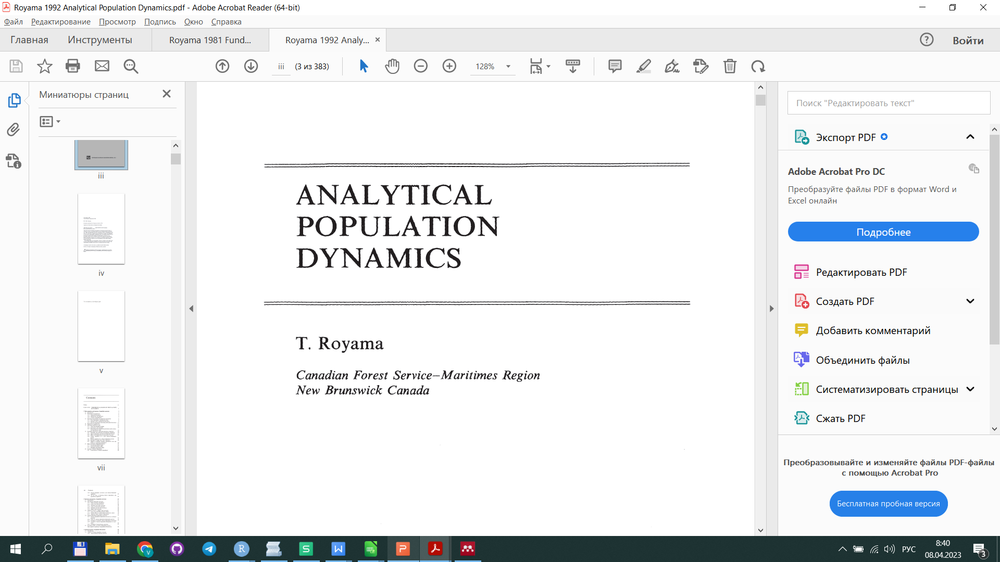 Royama 1992 Analytical Population Dynamics.pdf - Adobe Acrobat Reader (64-bit)
Файл Редактирование Просмотр Подпись Окно Справка
Главная Инструменты Royama 1981 Fund... Royama 1992 Analy... Войти
iii (3 из 383) 128%
Миниатюры страниц
iii
iv
v
Contents
vii
ANALYTICAL
POPULATION
DYNAMICS
T. Royama
Canadian Forest Service–Maritimes Region
New Brunswick Canada
Поиск "Редактировать текст"
Экспорт PDF
Adobe Acrobat Pro DC
Преобразуйте файлы PDF в формат Word и
Excel онлайн
Подробнее
Редактировать PDF
Создать PDF
Добавить комментарий
Объединить файлы
Систематизировать страницы
Сжать PDF
Преобразовывайте и изменяйте файлы PDF-файлы
с помощью Acrobat Pro
Бесплатная пробная версия
V R S W P
РУС
8:40
08.04.2023
3